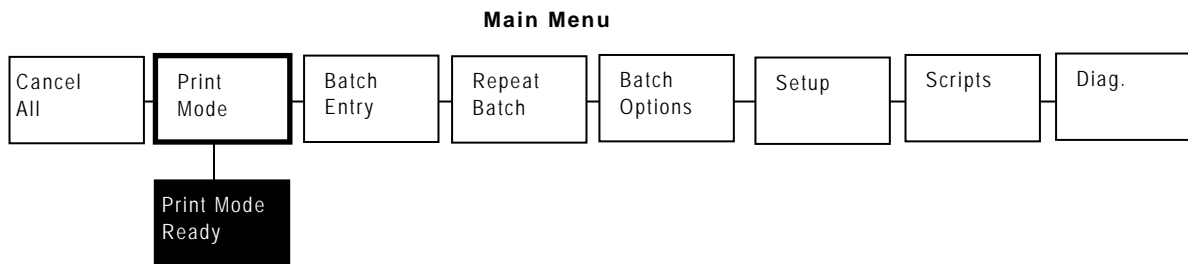 Main Menu
Cancel
All
Print
Mode
Batch
Entry
Repeat
Batch
Batch
Options
Setup
Scripts
Diag.
Print Mode
Ready